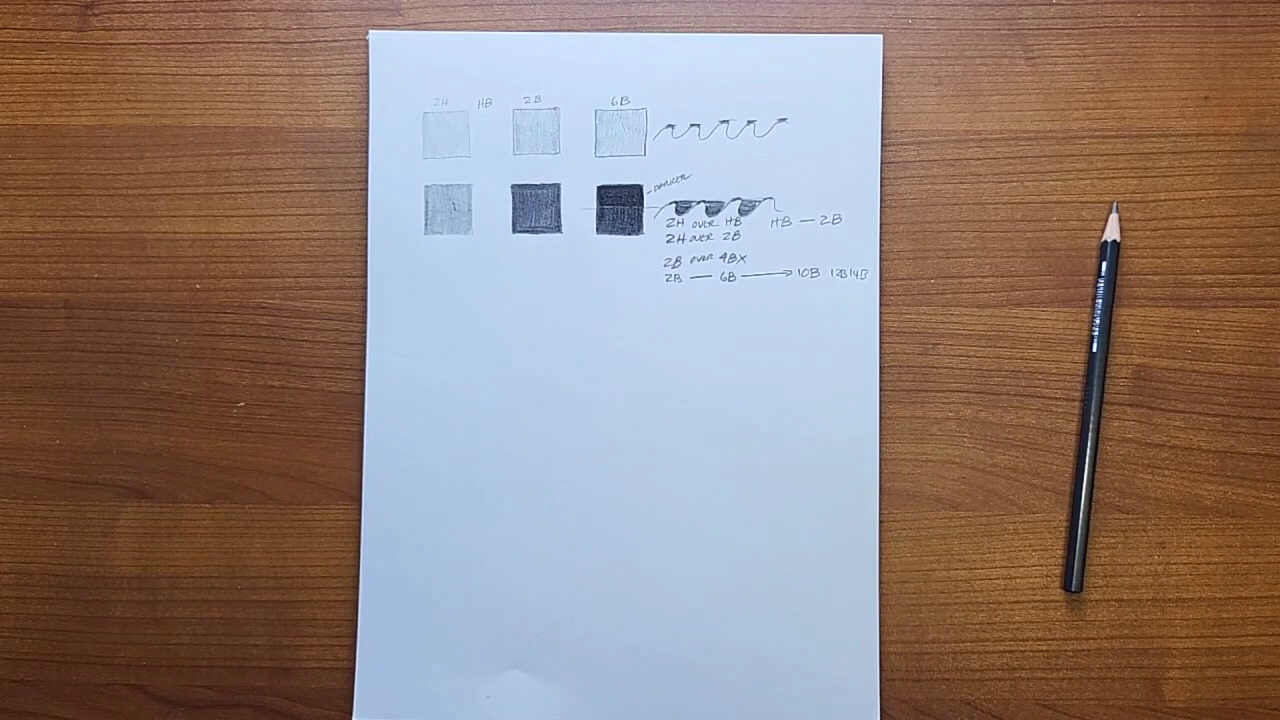 2H HB 2B 6B
DARKER
2H OVER HB HB — 2B
2H OVER 2B
2B OVER 4B X
2B — 6B → 10B 12B 14B